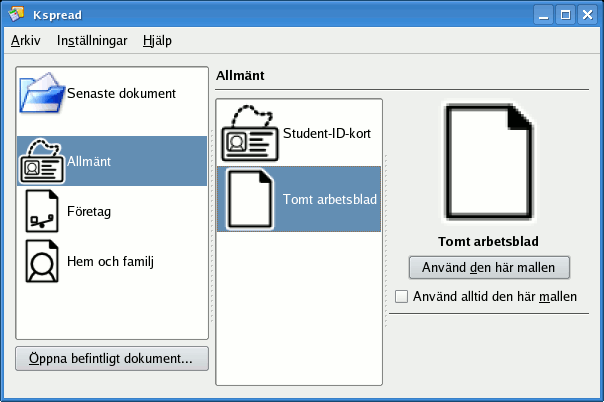 Kspread
Arkiv Inställningar Hjälp
Senaste dokument
Allmänt
Företag
Hem och familj
Öppna befintligt dokument...
Allmänt
Student-ID-kort
Tomt arbetsblad
Tomt arbetsblad
Använd den här mallen
Använd alltid den här mallen